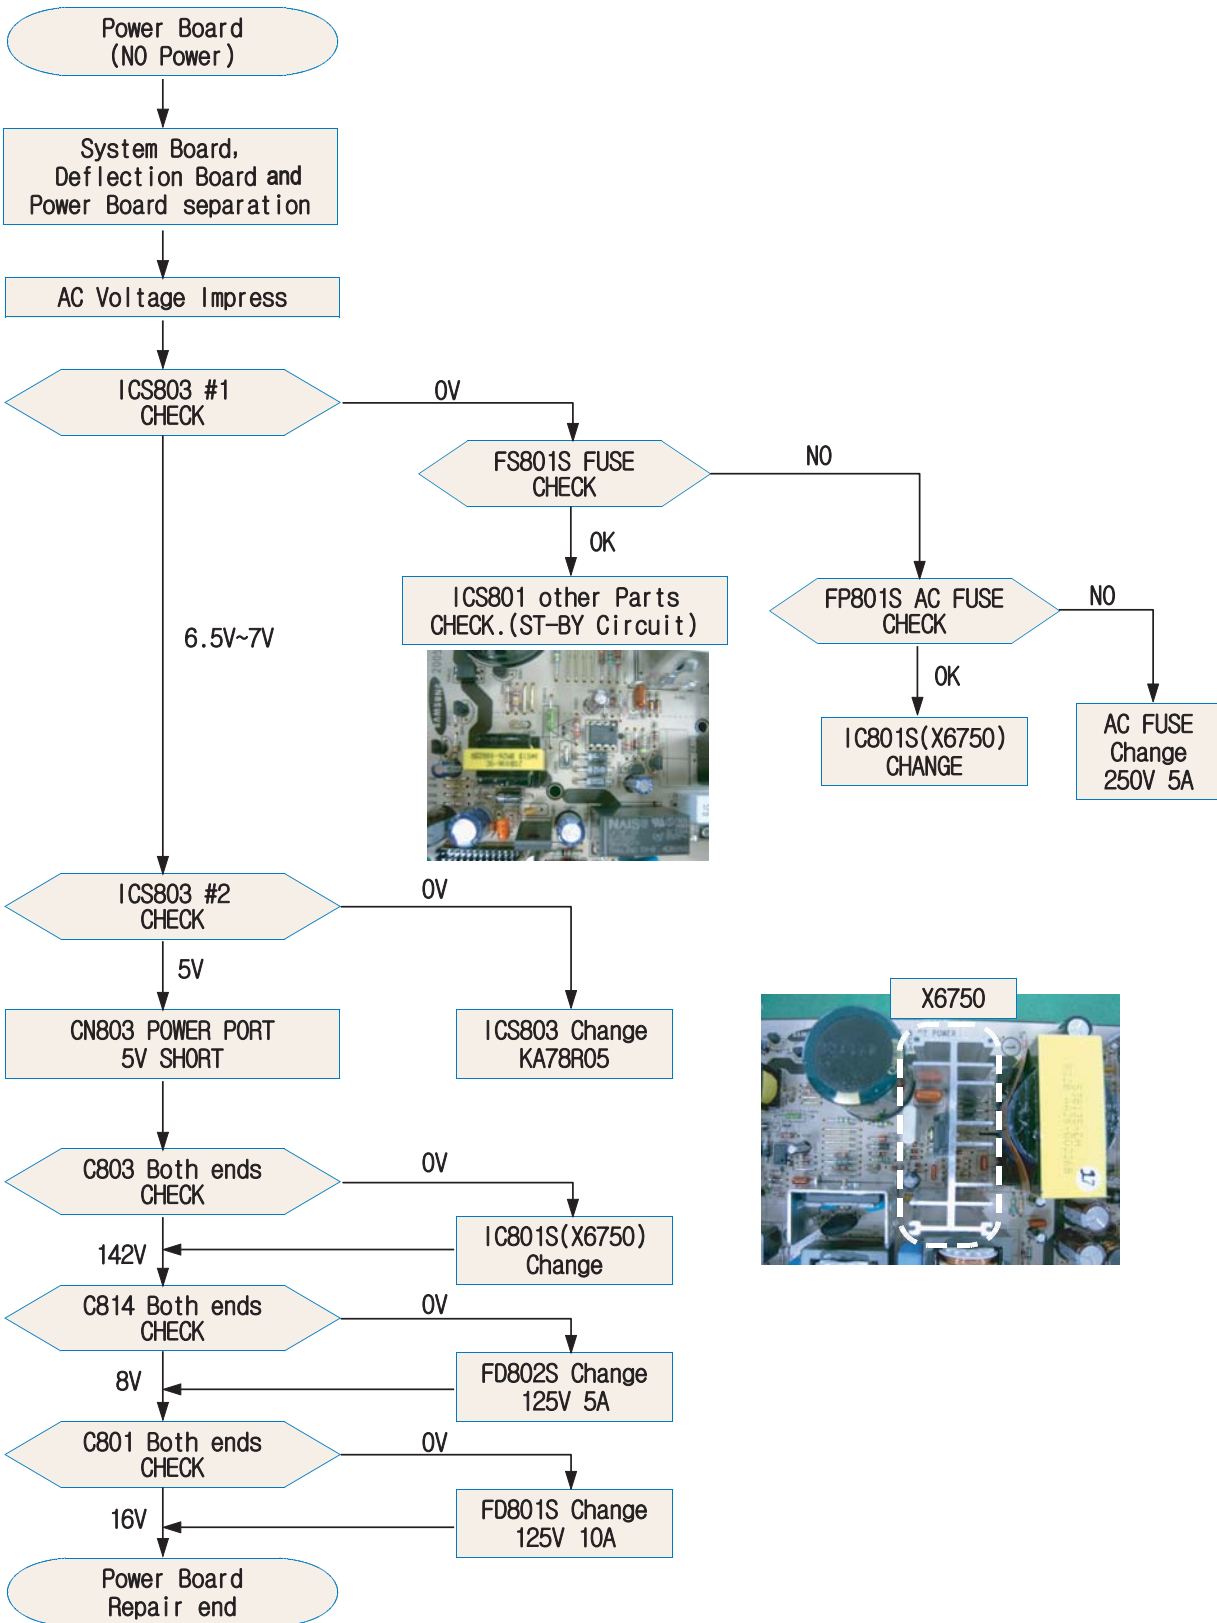 Power Board
(NO Power)
System Board,
Deflection Board and
Power Board separation
AC Voltage Impress
ICS803 #1
CHECK
0V
FS801S FUSE
CHECK
NO
OK
ICS801 other Parts
CHECK.(ST-BY Circuit)
FP801S AC FUSE
CHECK
NO
OK
IC801S(X6750)
CHANGE
AC FUSE
Change
250V 5A
6.5V~7V
NAIS
ICS803 #2
CHECK
0V
5V
CN803 POWER PORT
5V SHORT
ICS803 Change
KA78R05
X6750
POWER
17
C803 Both ends
CHECK
0V
142V
IC801S(X6750)
Change
C814 Both ends
CHECK
0V
8V
FD802S Change
125V 5A
C801 Both ends
CHECK
0V
16V
FD801S Change
125V 10A
Power Board
Repair end